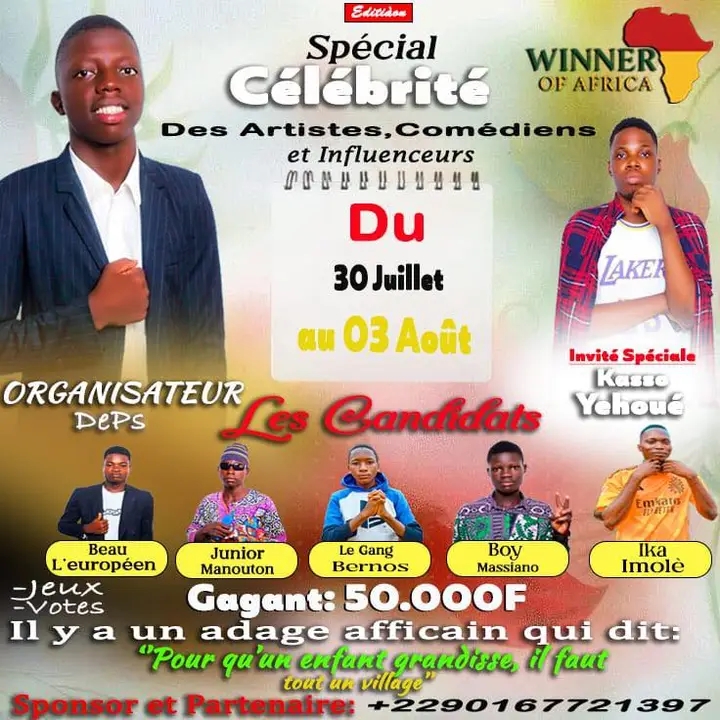 Editiàon
Spécial
Célébrité
Des Artistes,Comédiens
et Influenceurs
WINNER
OF AFRICA
Du
30 Juillet
au 03 Août
LAKER
Invité Spéciale
Kasso
Yehoué
ORGANISATEUR
DePs
Les Candidats
Emkato
Beau
L'européen
Junior
Manouton
Le Gang
Bernos
Boy
Massiano
Ika
Imolè
-Jeux
-Votes
Gagant: 50.000F
Il y a un adage afficain qui dit:
"Pour qu'un enfant grandisse, il faut
tout un village"
Sponsor et Partenaire: +2290167721397